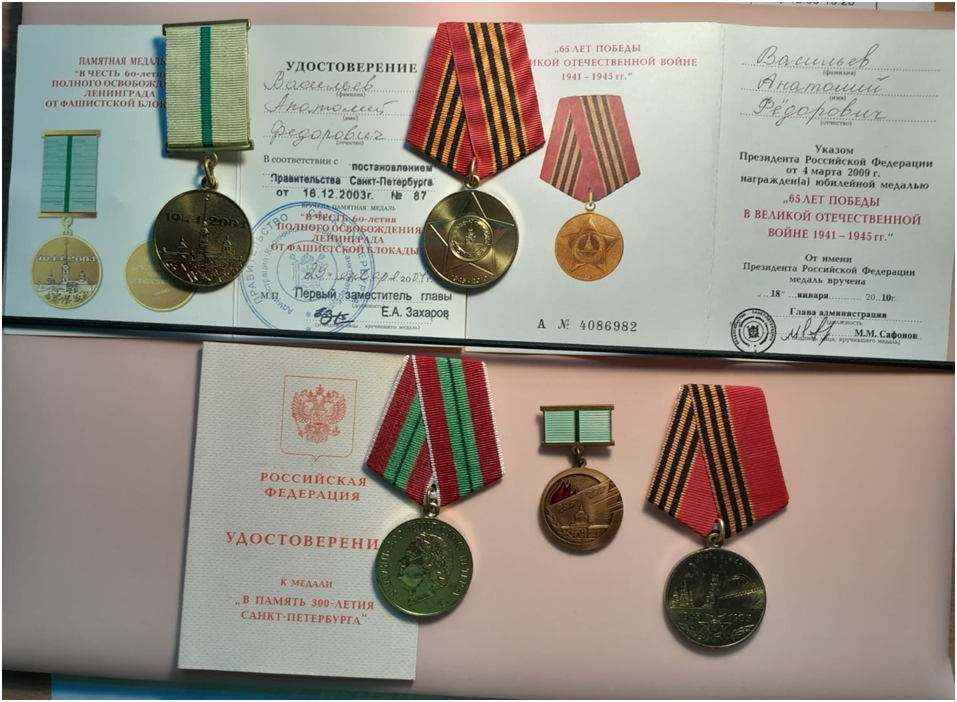 ПАМЯТНАЯ МЕДАЛЬ
"В ЧЕСТЬ 60-летия
ПОЛНОГО ОСВОБОЖДЕН
ЛЕНИНГРАДА
ОТ ФАШИСТСКОЙ БЛОКАД
УДОСТОВЕРЕНИЕ
Васильев
(фамилия)
Анатолий
(имя)
Федорович
(отчество)
В соответствии с постановлением
Правительства Санкт-Петербурга
от 16.12.2003г. № 87
ВРУЧЕНА ПАМЯТНАЯ МЕДАЛЬ
"В ЧЕСТЬ 60-летия
ПОЛНОГО ОСВОБОЖДЕНИЯ
ЛЕНИНГРАДА
ОТ ФАШИСТСКОЙ БЛОКАДЫ
М.П. Первый заместитель главы
Е.А. Захаров
1944-2004
„65 ЛЕТ ПОБЕДЫ
ЛИКОЙ ОТЕЧЕСТВЕННОЙ ВОЙНЕ
1941 – 1945 гг.“
А № 4086982
Васильев
(фамилия)
Анатолий
(имя)
Фёдорович
(отчество)
Указом
Президента Российской Федерации
от 4 марта 2009 г.
награжден(а) юбилейной медалью
„65 ЛЕТ ПОБЕДЫ
В ВЕЛИКОЙ ОТЕЧЕСТВЕННОЙ
ВОЙНЕ 1941 – 1945 гг.“
От имени
Президента Российской Федерации
медаль вручена
„18“ января 2010г.
Глава администрации
М.М. Сафонов
РОССИЙСКАЯ
ФЕДЕРАЦИЯ
УДОСТОВЕРЕНИ
К МЕДАЛИ
„В ПАМЯТЬ 300-ЛЕТИЯ
САНКТ-ПЕТЕРБУРГА“